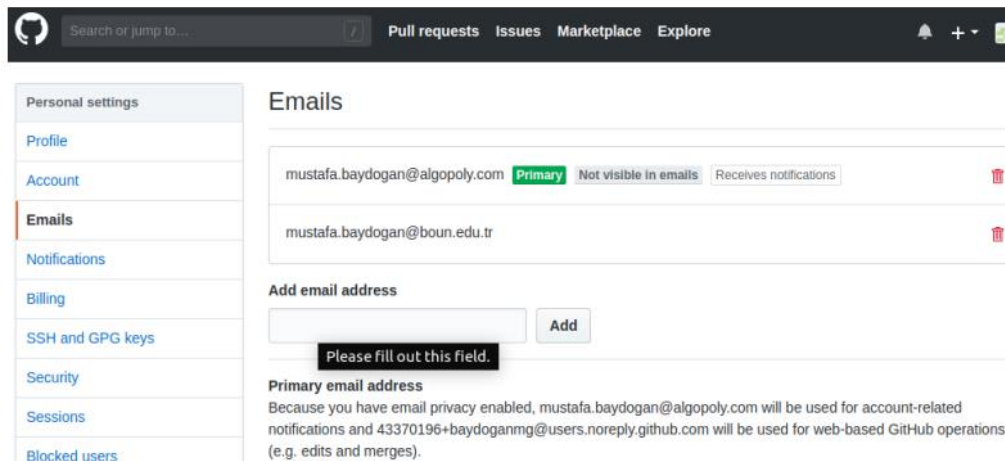 Search or jump to... /
Pull requests Issues Marketplace Explore
Personal settings
Profile
Account
Emails
Notifications
Billing
SSH and GPG keys
Security
Sessions
Blocked users
Emails
mustafa.baydogan@algopoly.com Primary Not visible in emails Receives notifications
mustafa.baydogan@boun.edu.tr
Add email address
Add
Please fill out this field.
Primary email address
Because you have email privacy enabled, mustafa.baydogan@algopoly.com will be used for account-related
notifications and 43370196+baydoganmg@users.noreply.github.com will be used for web-based GitHub operations
(e.g. edits and merges).